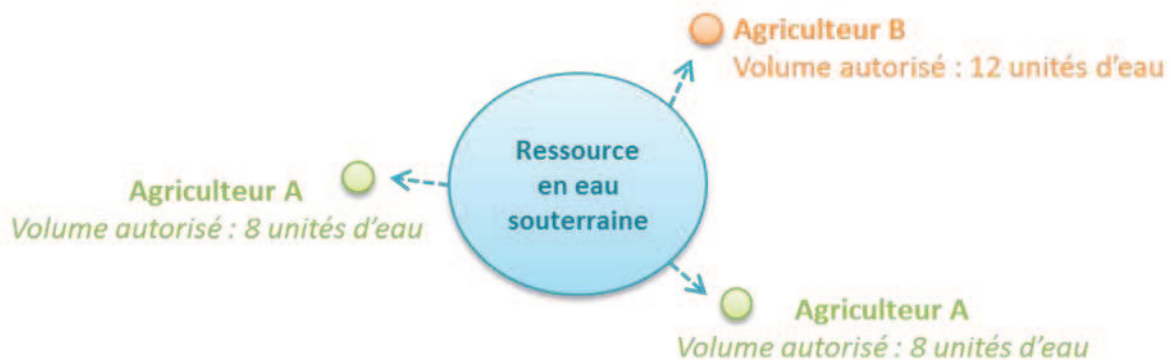 Agriculteur B
Volume autorisé : 12 unités d'eau
Ressource
en eau
souterraine
Agriculteur A
Volume autorisé : 8 unités d'eau
Agriculteur A
Volume autorisé : 8 unités d'eau